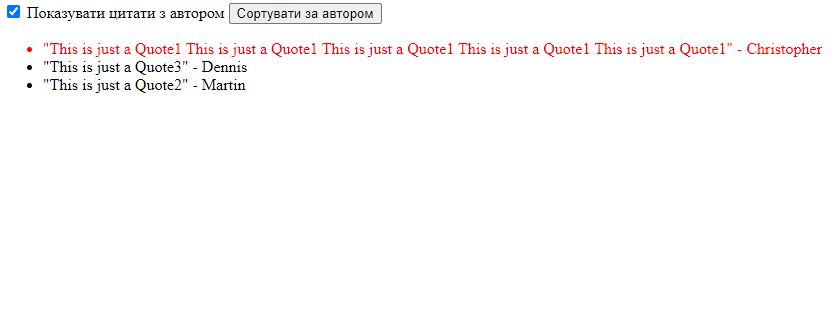 Показувати цитати з автором Сортувати за автором
"This is just a Quote1 This is just a Quote1 This is just a Quote1 This is just a Quote1 This is just a Quote1" - Christopher
"This is just a Quote3" - Dennis
"This is just a Quote2" - Martin